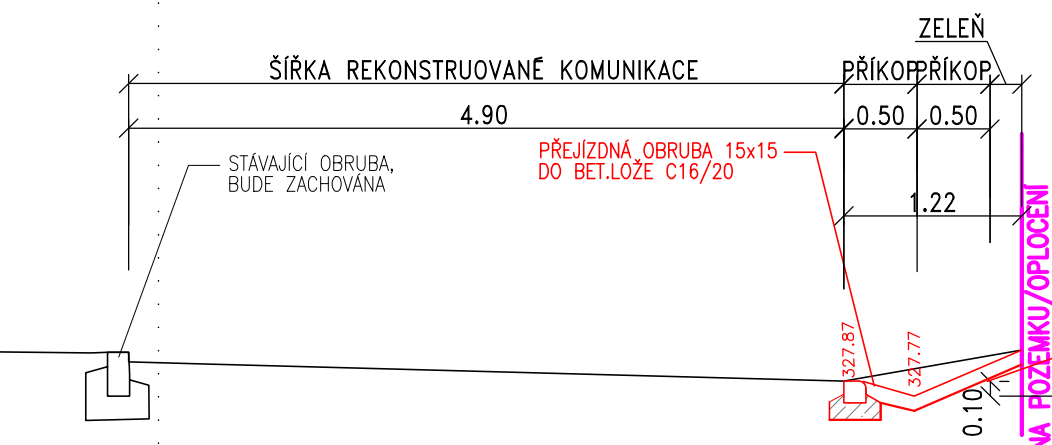 ZELEŇ
ŠÍŘKA REKONSTRUOVANÉ KOMUNIKACE
PŘÍKOP
PŘÍKOP
4.90
0.50
0.50
STÁVAJÍCÍ OBRUBA,
BUDE ZACHOVÁNA
PŘEJÍZDNÁ OBRUBA 15x15
DO BET.LOŽE C16/20
1.22
327.87
327.77
0.10
NA POZEMKU/OPLOCENÍ